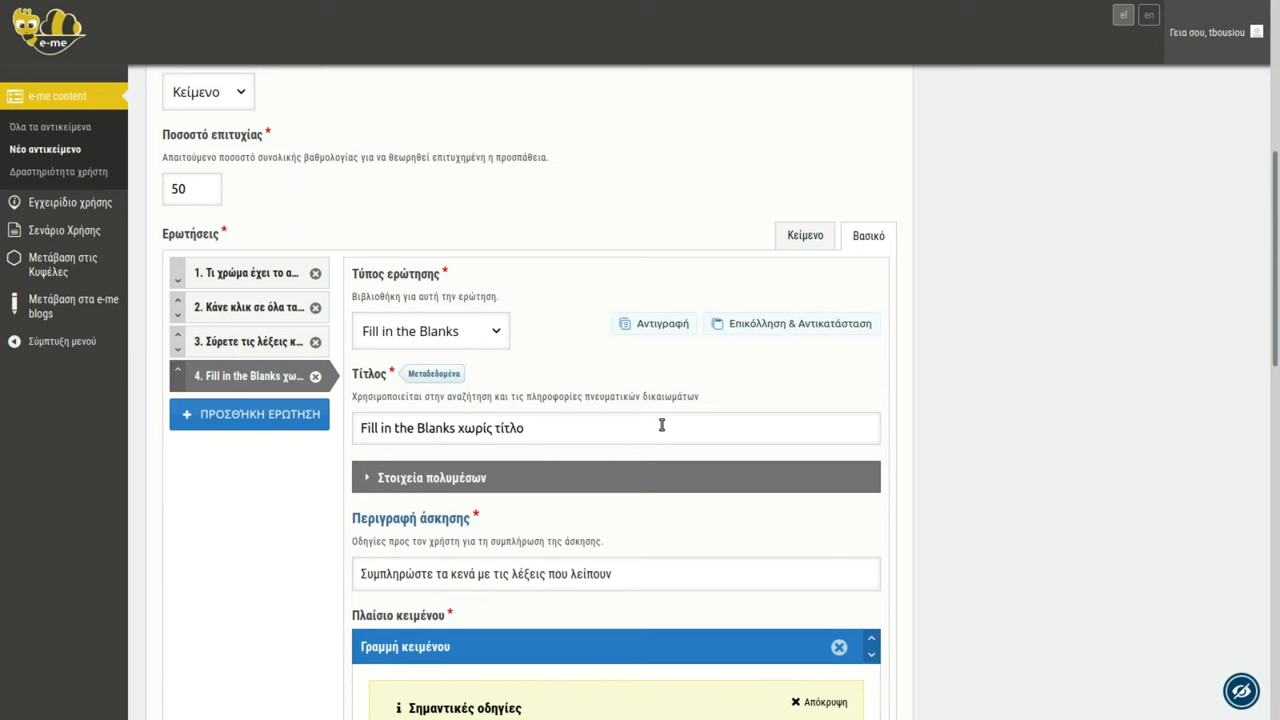 e-me
el en
Γεια σου, tbousiou
e-me content
Όλα τα αντικείμενα
Νέο αντικείμενο
Δραστηριότητα χρήστη
Εγχειρίδιο χρήσης
Σενάριο Χρήσης
Μετάβαση στις
Κυψέλες
Μετάβαση στα e-me
blogs
Σύμπτυξη μενού
Κείμενο
Ποσοστό επιτυχίας*
Απαιτούμενο ποσοστό συνολικής βαθμολογίας για να θεωρηθεί επιτυχημένη η προσπάθεια.
50
Ερωτήσεις*
Κείμενο Βασικό
1. Τι χρώμα έχει το α...
2. Κάνε κλικ σε όλα τα...
3. Σύρετε τις λέξεις κ...
4. Fill in the Blanks χω...
+ ΠΡΟΣΘΉΚΗ ΕΡΏΤΗΣΗ
Τύπος ερώτησης*
Βιβλιοθήκη για αυτή την ερώτηση.
Fill in the Blanks
Αντιγραφή Επικόλληση & Αντικατάσταση
Τίτλος* Μεταδεδομένα
Χρησιμοποιείται στην αναζήτηση και τις πληροφορίες πνευματικών δικαιωμάτων
Fill in the Blanks χωρίς τίτλο
Στοιχεία πολυμέσων
Περιγραφή άσκησης*
Οδηγίες προς τον χρήστη για τη συμπλήρωση της άσκησης.
Συμπληρώστε τα κενά με τις λέξεις που λείπουν
Πλαίσιο κειμένου*
Γραμμή κειμένου
Σημαντικές οδηγίες
Απόκρυψη